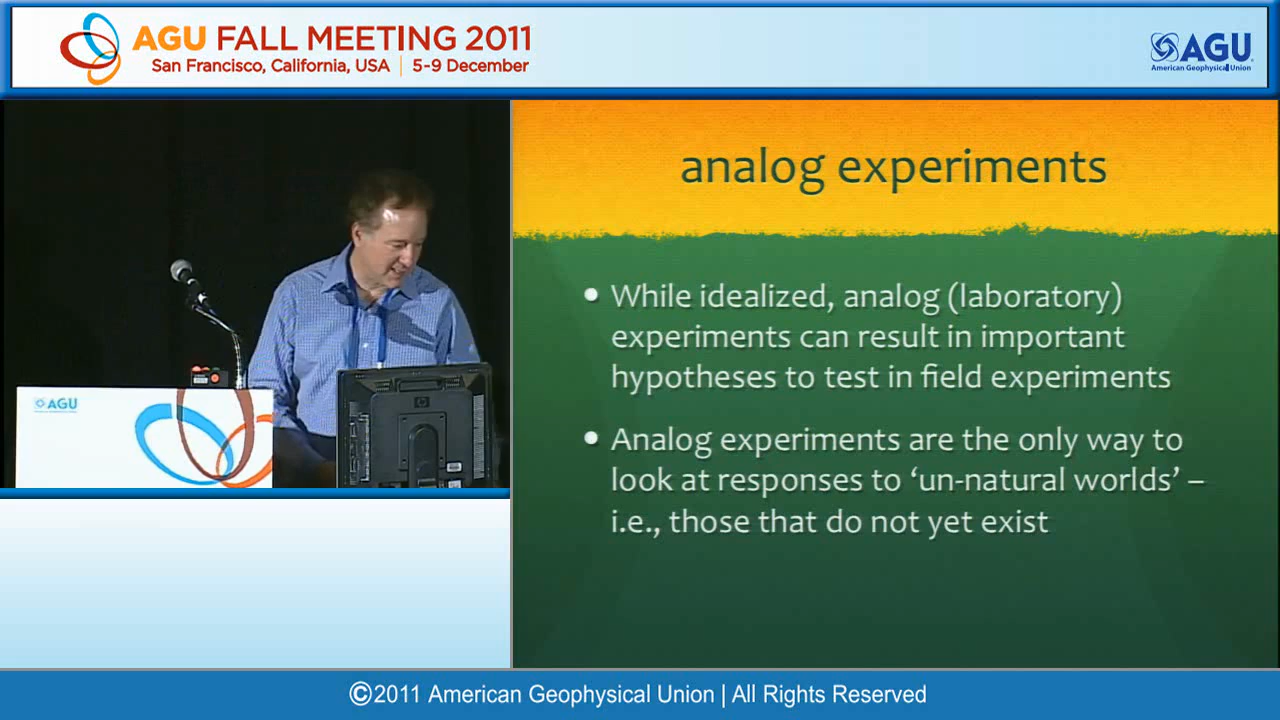 AGU FALL MEETING 2011
San Francisco, California, USA | 5-9 December
AGU
American Geophysical Union
analog experiments
• While idealized, analog (laboratory)
experiments can result in important
hypotheses to test in field experiments
• Analog experiments are the only way to
look at responses to ‘un-natural worlds’ –
i.e., those that do not yet exist
AGU
hp
©2011 American Geophysical Union | All Rights Reserved